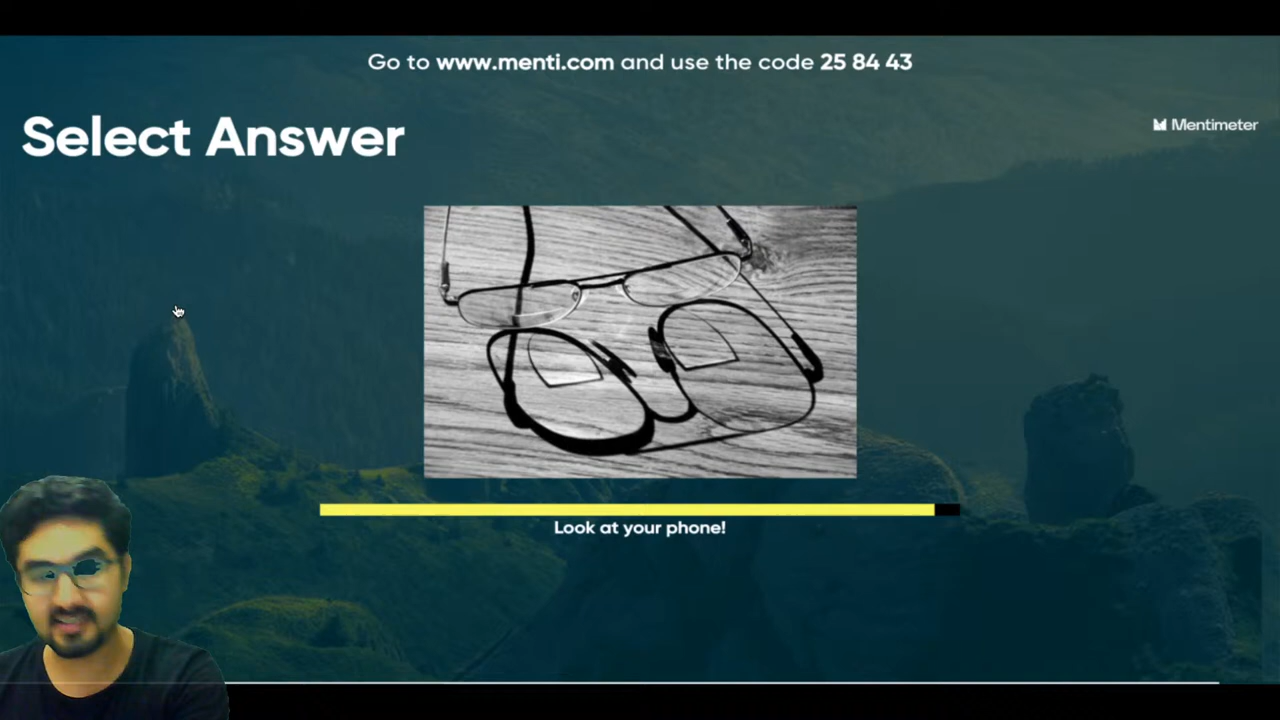 Go to www.menti.com and use the code 25 84 43
Select Answer
Mentimeter
Look at your phone!